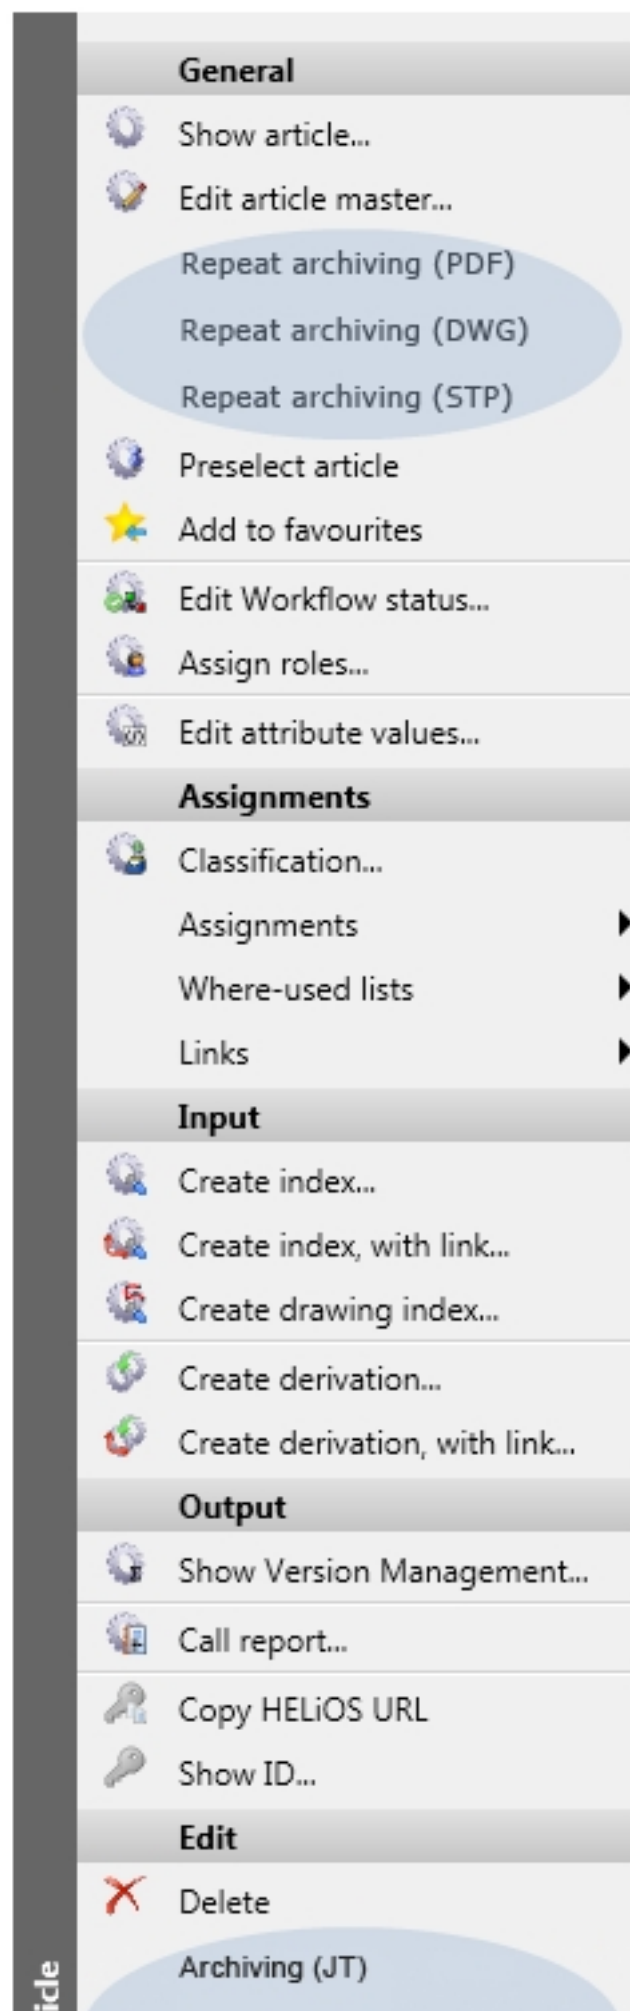 General
Show article...
Edit article master...
Repeat archiving (PDF)
Repeat archiving (DWG)
Repeat archiving (STP)
Preselect article
Add to favourites
Edit Workflow status...
Assign roles...
Edit attribute values...
Assignments
Classification...
Assignments
Where-used lists
Links
Input
Create index...
Create index, with link...
Create drawing index...
Create derivation...
Create derivation, with link...
Output
Show Version Management...
Call report...
Copy HELiOS URL
Show ID...
Edit
Delete
Archiving (JT)